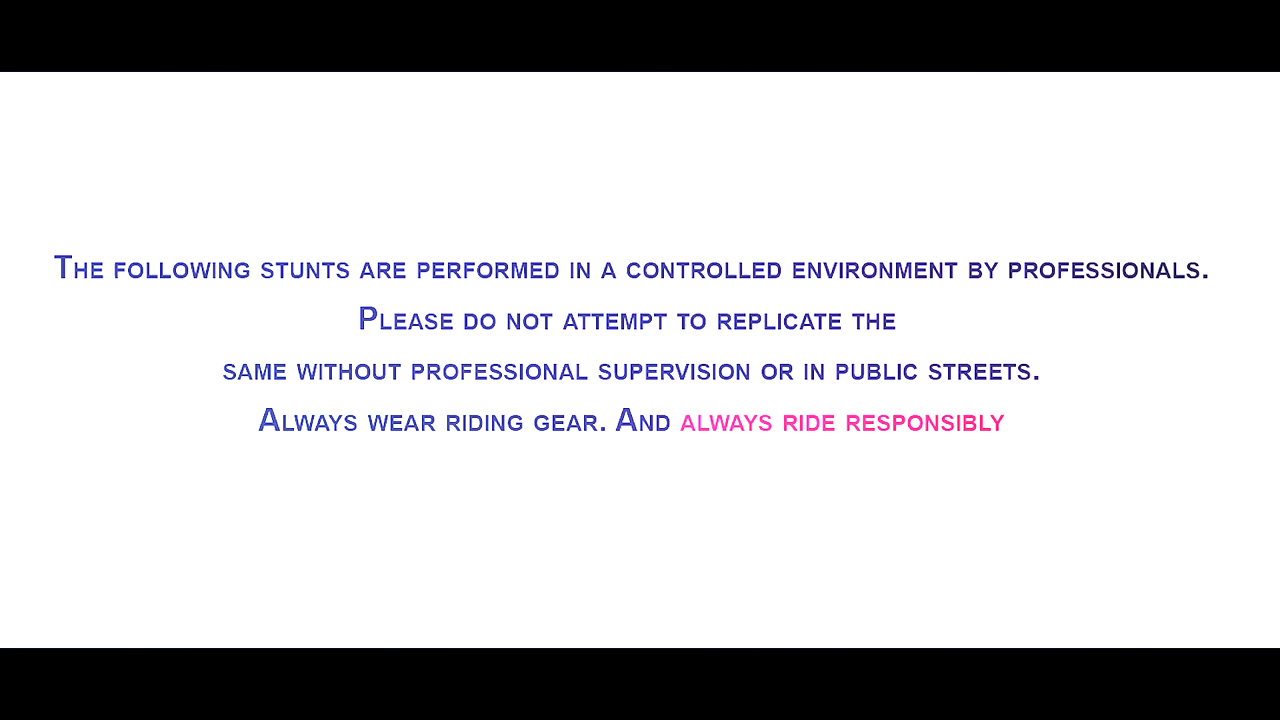 The following stunts are performed in a controlled environment by professionals.
Please do not attempt to replicate the
same without professional supervision or in public streets.
Always wear riding gear. And always ride responsibly